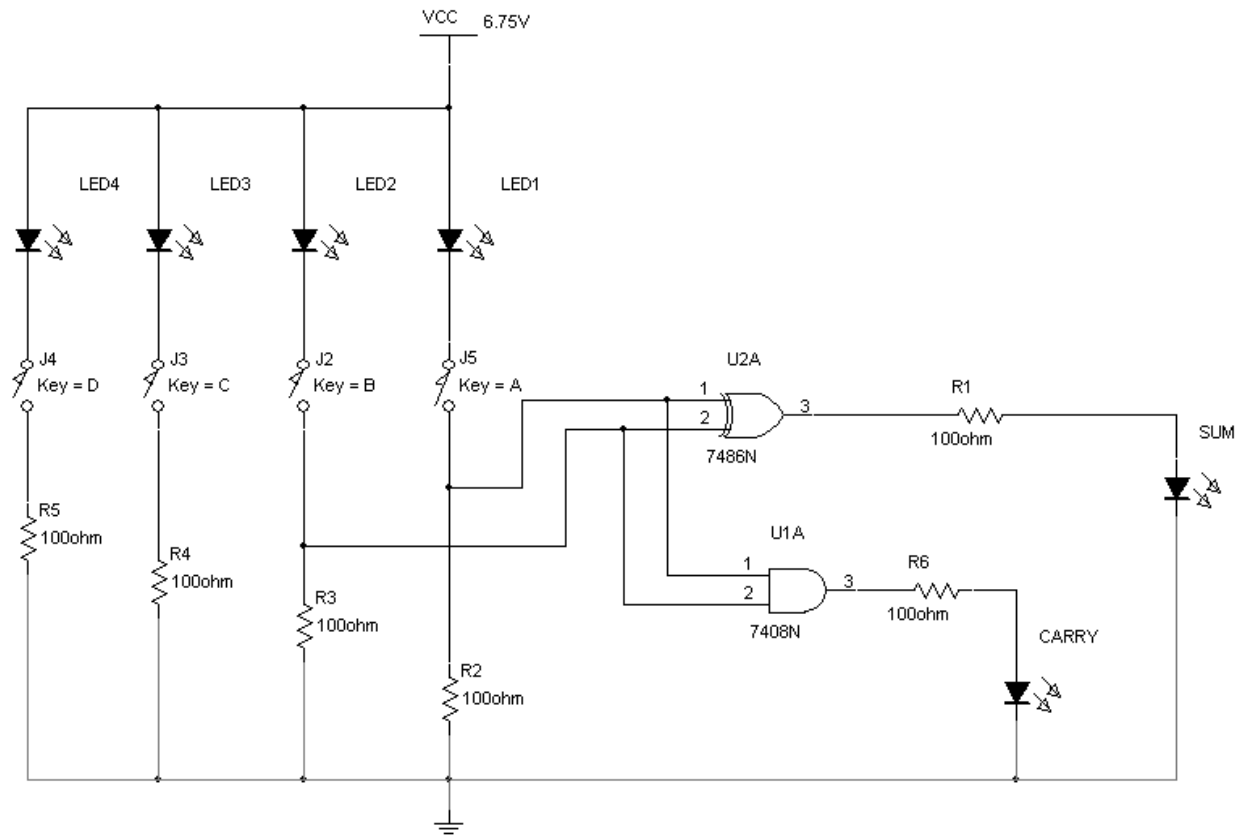 VCC 6.75V
LED4 LED3 LED2 LED1
J4 J3 J2 J5
Key = D Key = C Key = B Key = A
U2A
1
2
3
7486N
R1
100ohm
SUM
R5
100ohm
R4
100ohm
R3
100ohm
R2
100ohm
U1A
1
2
3
7408N
R6
100ohm
CARRY